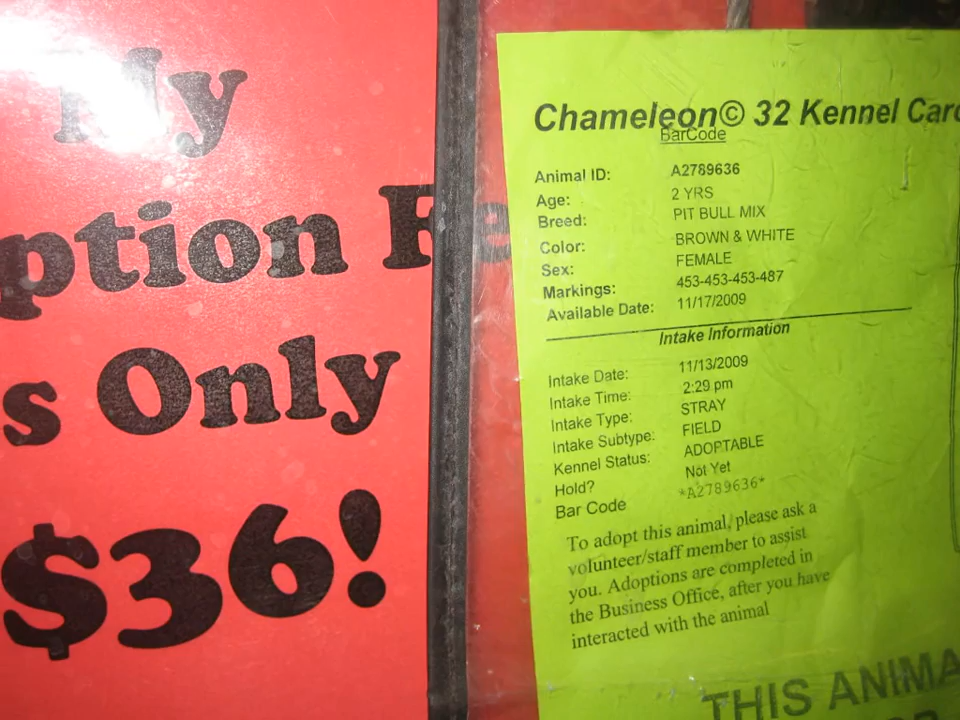 My
ption Fe
s Only
$36!
Chameleon© 32 Kennel Card
BarCode
Animal ID: A2789636
Age: 2 YRS
Breed: PIT BULL MIX
Color: BROWN & WHITE
Sex: FEMALE
Markings: 453-453-453-487
Available Date: 11/17/2009
Intake Information
Intake Date: 11/13/2009
Intake Time: 2:29 pm
Intake Type: STRAY
Intake Subtype: FIELD
Kennel Status: ADOPTABLE
Hold? Not Yet
Bar Code *A2789636*
To adopt this animal, please ask a
volunteer/staff member to assist
you. Adoptions are completed in
the Business Office, after you have
interacted with the animal
THIS ANIMA